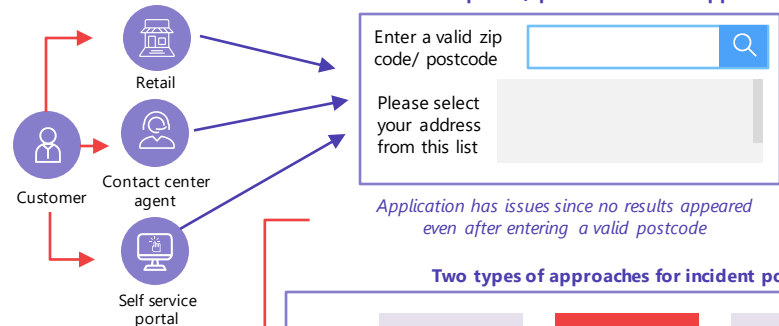 Retail
Customer
Contact center
agent
Self service
portal
Enter a valid zip
code/ postcode
Please select
your address
from this list
Application has issues since no results appeared
even after entering a valid postcode
Two types of approaches for incident